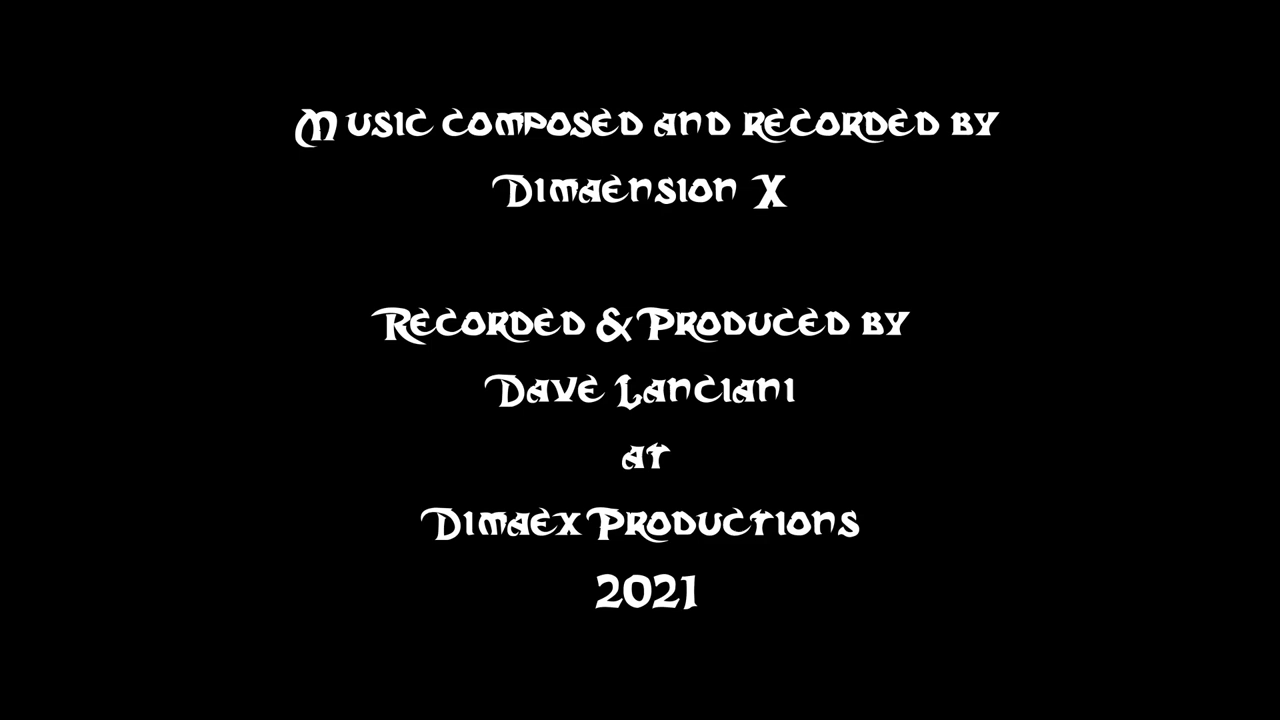 Music composed and recorded by
Dimaension X
Recorded & Produced by
Dave Lanciani
at
Dimaex Productions
2021